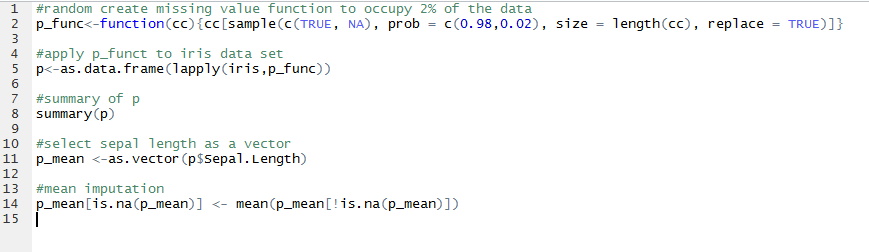 1 #random create missing value function to occupy 2% of the data
2 p_func<-function(cc){cc[sample(c(TRUE, NA), prob = c(0.98,0.02), size = length(cc), replace = TRUE)]}
3
4 #apply p_funct to iris data set
5 p<-as.data.frame(lapply(iris,p_func))
6
7 #summary of p
8 summary(p)
9
10 #select sepal length as a vector
11 p_mean <-as.vector(p$Sepal.Length)
12
13 #mean imputation
14 p_mean[is.na(p_mean)] <- mean(p_mean[!is.na(p_mean)])
15